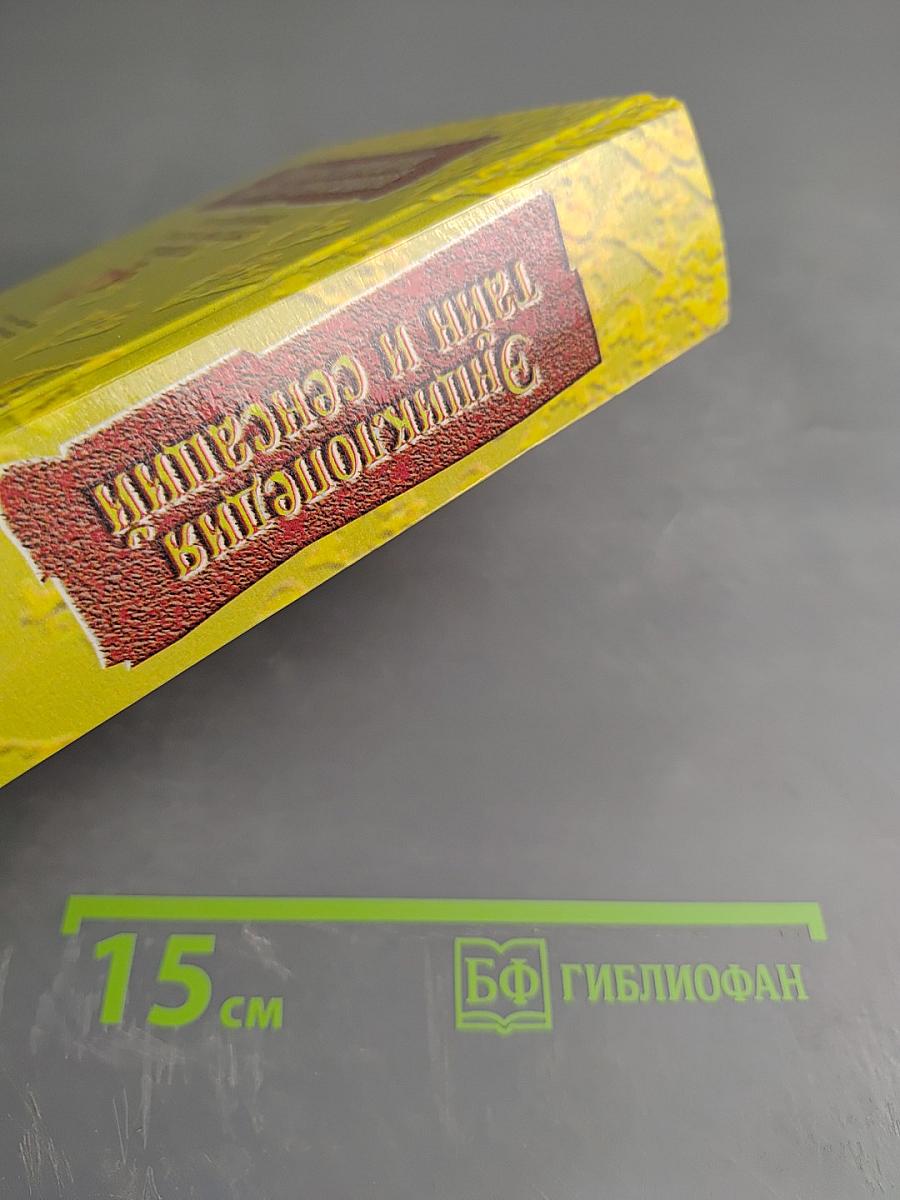 Энциклопедия
тайн и сенсаций
15 см
БФ ГИБЛИОФАН